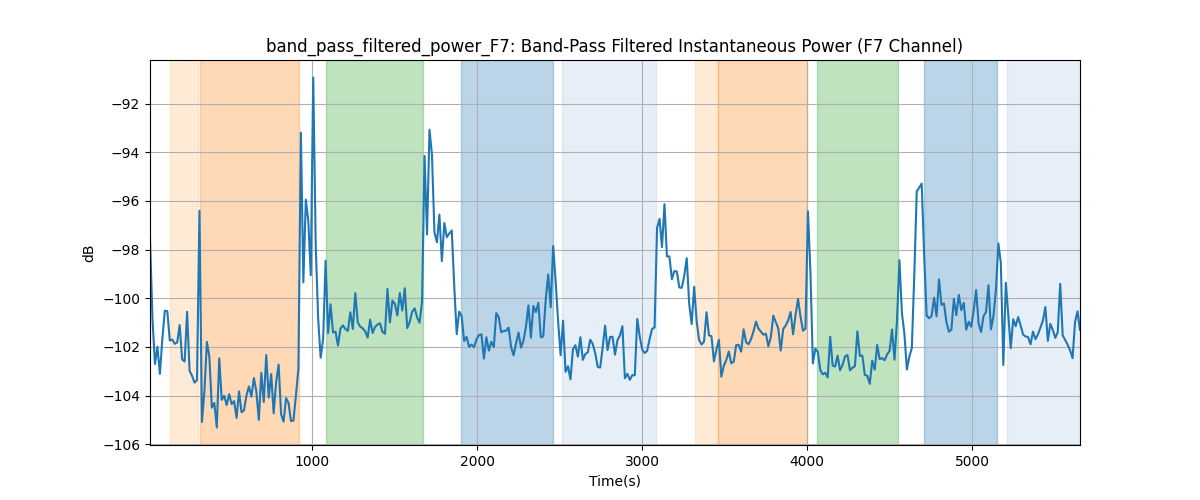 band_pass_filtered_power_F7: Band-Pass Filtered Instantaneous Power (F7 Channel)
dB
−92
−94
−96
−98
−100
−102
−104
−106
1000 2000 3000 4000 5000
Time(s)